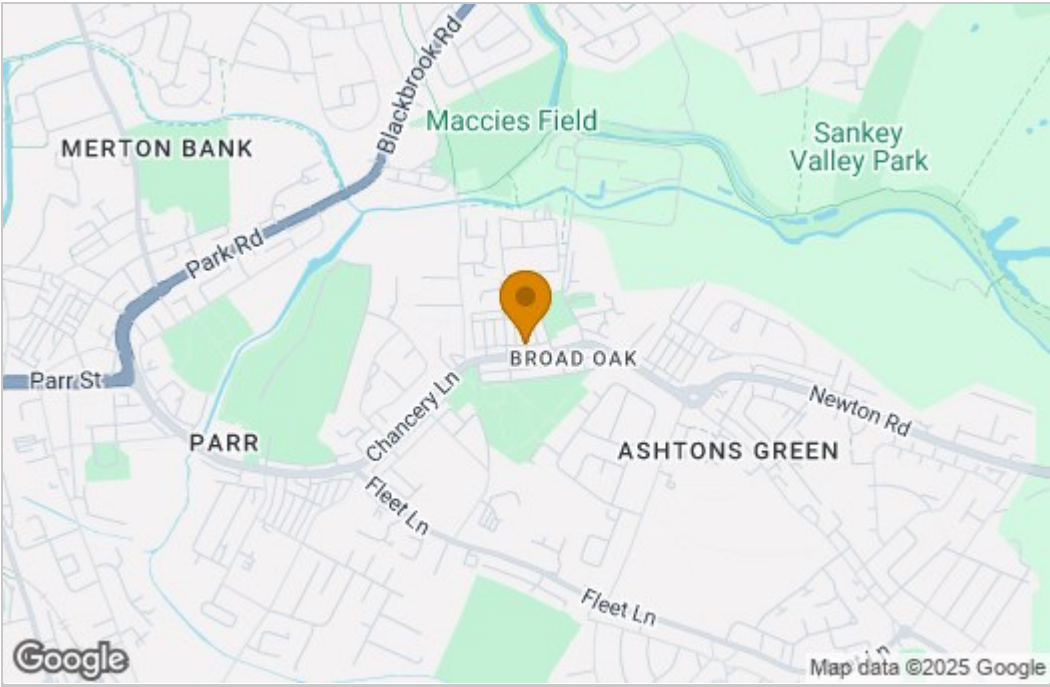 Blackbrook Rd
Maccies Field
MERTON BANK
Sankey
Valley Park
Park Rd
BROAD OAK
Parr St
Chancery Ln
Newton Rd
PARR
ASHTONS GREEN
Fleet Ln
Fleet Ln
Google
Map data ©2025 Google